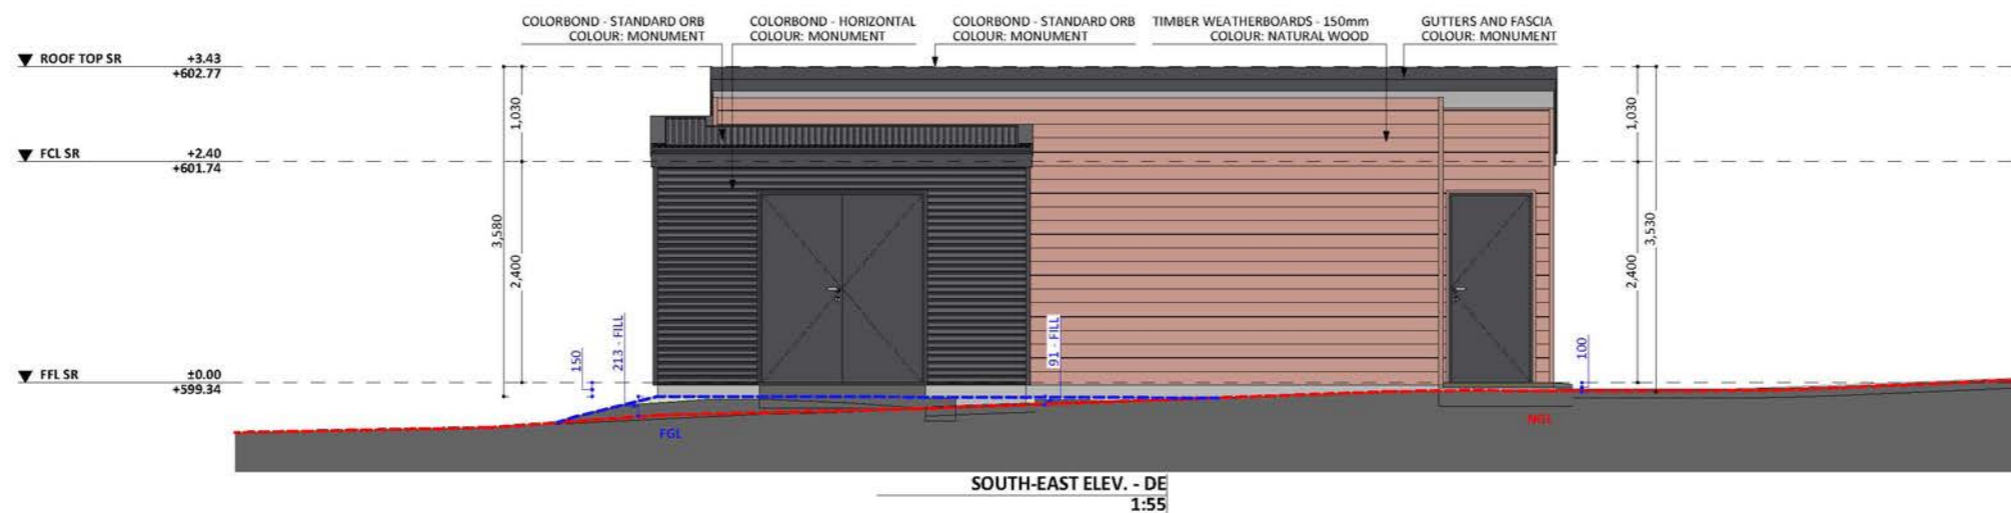 COLORBOND - STANDARD ORB
COLOUR: MONUMENT
COLORBOND - HORIZONTAL
COLOUR: MONUMENT
COLORBOND - STANDARD ORB
COLOUR: MONUMENT
TIMBER WEATHERBOARDS - 150mm
COLOUR: NATURAL WOOD
GUTTERS AND FASCIA
COLOUR: MONUMENT
ROOF TOP SR +3.43
+602.77
1,030
1,030
FCL SR +2.40
+601.74
3,580
2,400
2,400
3,530
213 - FILL
150
91 - FILL
100
FFL SR ±0.00
+599.34
FGL
NGL
SOUTH-EAST ELEV. - DE
1:55